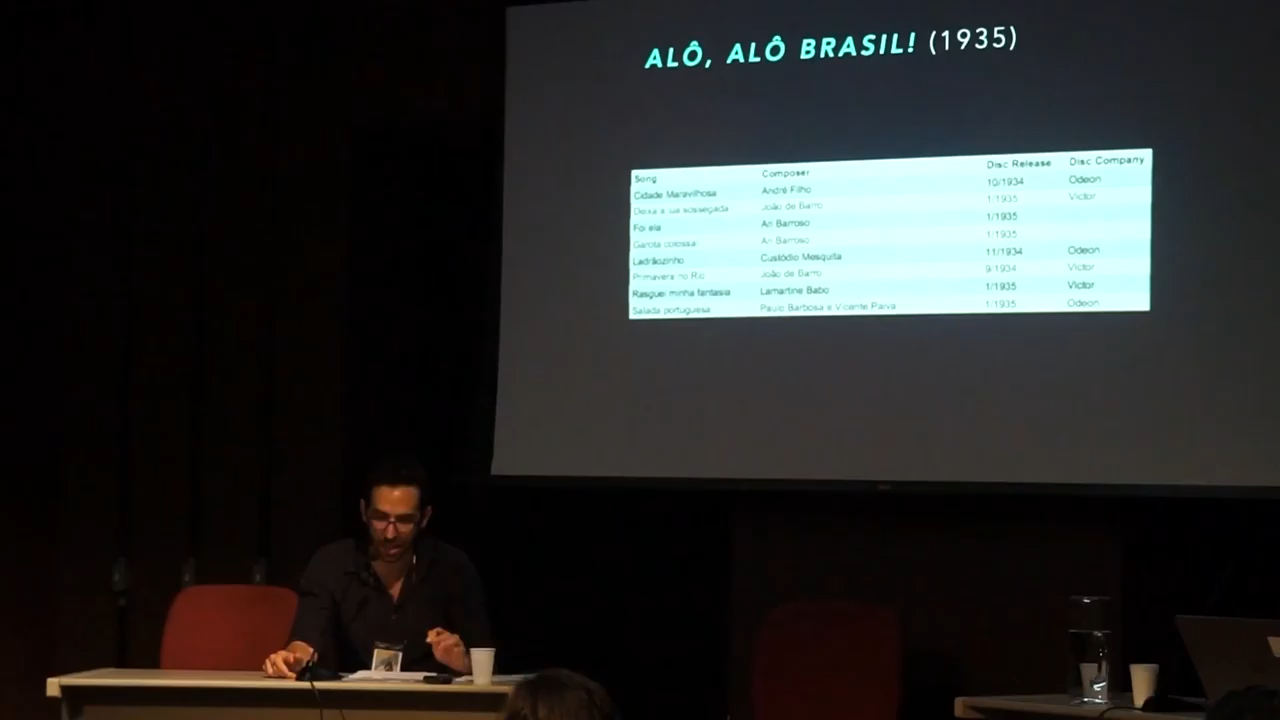 ALÔ, ALÔ BRASIL! (1935)
Song Composer Disc Release Disc Company
Cidade Maravilhosa André Filho 10/1934 Odeon
Deixa a lua sossegada João de Barro 1/1935 Victor
Foi ela Ari Barroso 1/1935
Garota colossal Ari Barroso 1/1935
Ladrãozinho Custódio Mesquita 11/1934 Odeon
Primavera no Rio João de Barro 9/1934 Victor
Rasguei minha fantasia Lamartine Babo 1/1935 Victor
Salada portuguesa Paulo Barbosa e Vicente Paiva 1/1935 Odeon